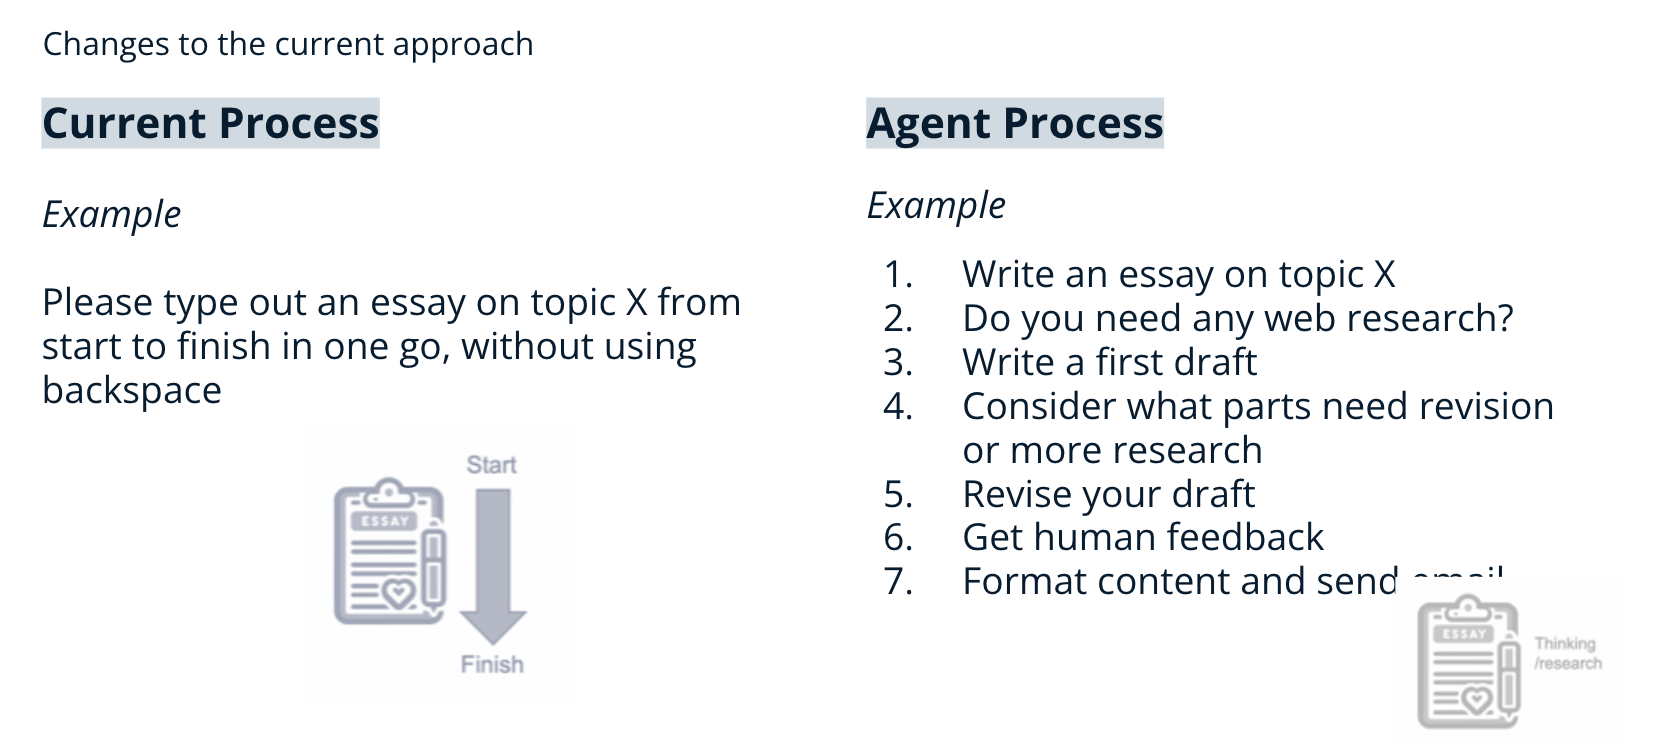 Changes to the current approach
Current Process
Example
Please type out an essay on topic X from
start to finish in one go, without using
backspace
Start
ESSAY
Finish
Agent Process
Example
1. Write an essay on topic X
2. Do you need any web research?
3. Write a first draft
4. Consider what parts need revision
or more research
5. Revise your draft
6. Get human feedback
7. Format content and send email
ESSAY
Thinking
/research